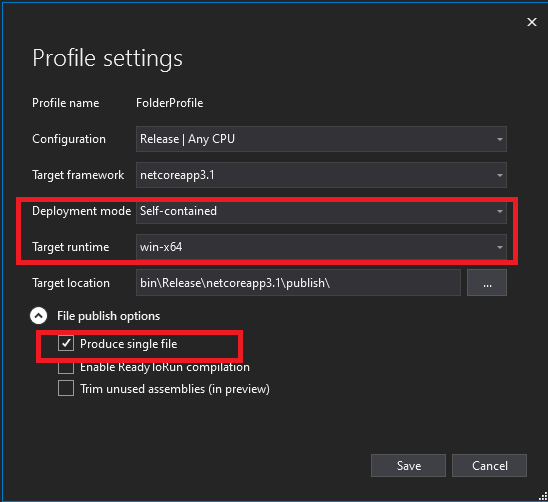 Profile settings
Profile name FolderProfile
Configuration Release | Any CPU
Target framework netcoreapp3.1
Deployment mode Self-contained
Target runtime win-x64
Target location bin\Release\netcoreapp3.1\publish\ ...
File publish options
Produce single file
Enable ReadyToRun compilation
Trim unused assemblies (in preview)
Save Cancel